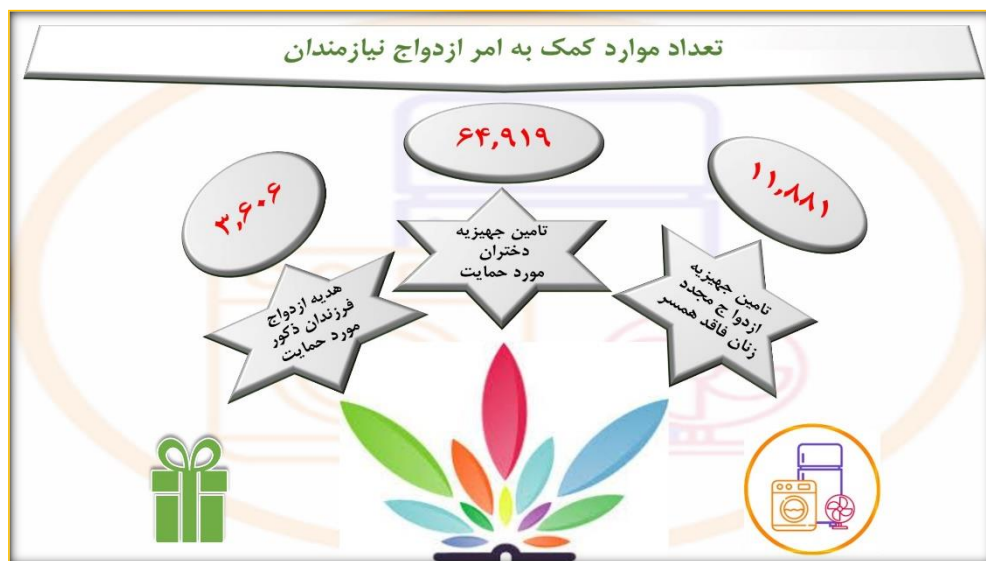 تعداد موارد کمک به امر ازدواج نیازمندان
۱۱,۸۸۱
تامین جهیزیه
ازدواج مجدد
زنان فاقد همسر
۶۴,۹۱۹
تامین جهیزیه
دختران
مورد حمایت
۳,۶۰۶
هدیه ازدواج
فرزندان ذکور
مورد حمایت